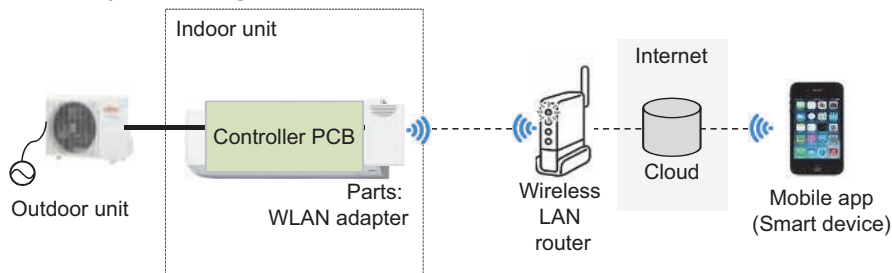 Indoor unit
Internet
Controller PCB
Cloud
Outdoor unit
Parts:
WLAN adapter
Wireless
LAN
router
Mobile app
(Smart device)